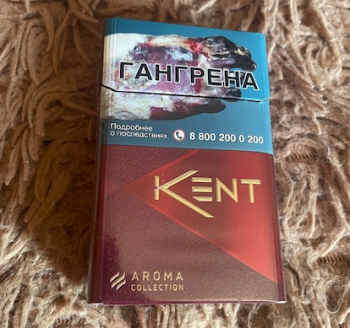 ГАНГРЕНА
Подробнее
о последствиях 8 800 200 0 200
KENT
AROMA
COLLECTION